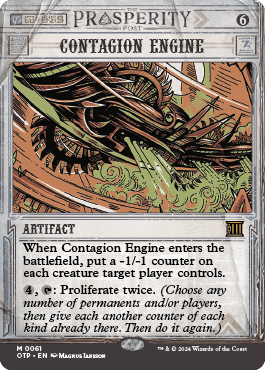 THE
PROSPERITY
POST
6
CONTAGION ENGINE
ARTIFACT
When Contagion Engine enters the
battlefield, put a -1/-1 counter on
each creature target player controls.
4, T: Proliferate twice. (Choose any
number of permanents and/or players,
then give each another counter of
each kind already there. Then do it again.)
M 0061
OTP • EN Magnus Jansson
™ & © 2024 Wizards of the Coast